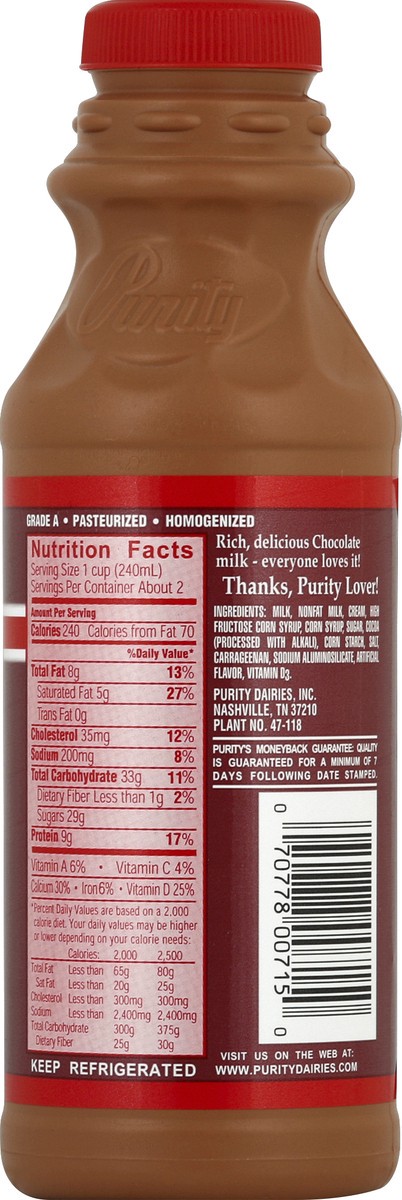 Purity
GRADE A • PASTEURIZED • HOMOGENIZED
Nutrition Facts
Serving Size 1 cup (240mL)
Servings Per Container About 2
Amount Per Serving
Calories 240 Calories from Fat 70
%Daily Value*
Total Fat 8g 13%
Saturated Fat 5g 27%
Trans Fat 0g
Cholesterol 35mg 12%
Sodium 200mg 8%
Total Carbohydrate 33g 11%
Dietary Fiber Less than 1g 2%
Sugars 29g
Protein 9g 17%
Vitamin A 6% • Vitamin C 4%
Calcium 30% • Iron 6% • Vitamin D 25%
*Percent Daily Values are based on a 2,000
calorie diet. Your daily values may be higher
or lower depending on your calorie needs:
Calories: 2,000 2,500
Total Fat Less than 65g 80g
Sat Fat Less than 20g 25g
Cholesterol Less than 300mg 300mg
Sodium Less than 2,400mg 2,400mg
Total Carbohydrate 300g 375g
Dietary Fiber 25g 30g
KEEP REFRIGERATED
Rich, delicious Chocolate
milk - everyone loves it!
Thanks, Purity Lover!
INGREDIENTS: MILK, NONFAT MILK, CREAM, HIGH
FRUCTOSE CORN SYRUP, CORN SYRUP, SUGAR, COCOA
(PROCESSED WITH ALKALI), CORN STARCH, SALT,
CARRAGEENAN, SODIUM ALUMINOSILICATE, ARTIFICIAL
FLAVOR, VITAMIN D3.
PURITY DAIRIES, INC.
NASHVILLE, TN 37210
PLANT NO. 47-118
PURITY'S MONEYBACK GUARANTEE: QUALITY
IS GUARANTEED FOR A MINIMUM OF 7
DAYS FOLLOWING DATE STAMPED.
0 70778 00715 0
VISIT US ON THE WEB AT:
WWW.PURITYDAIRIES.COM